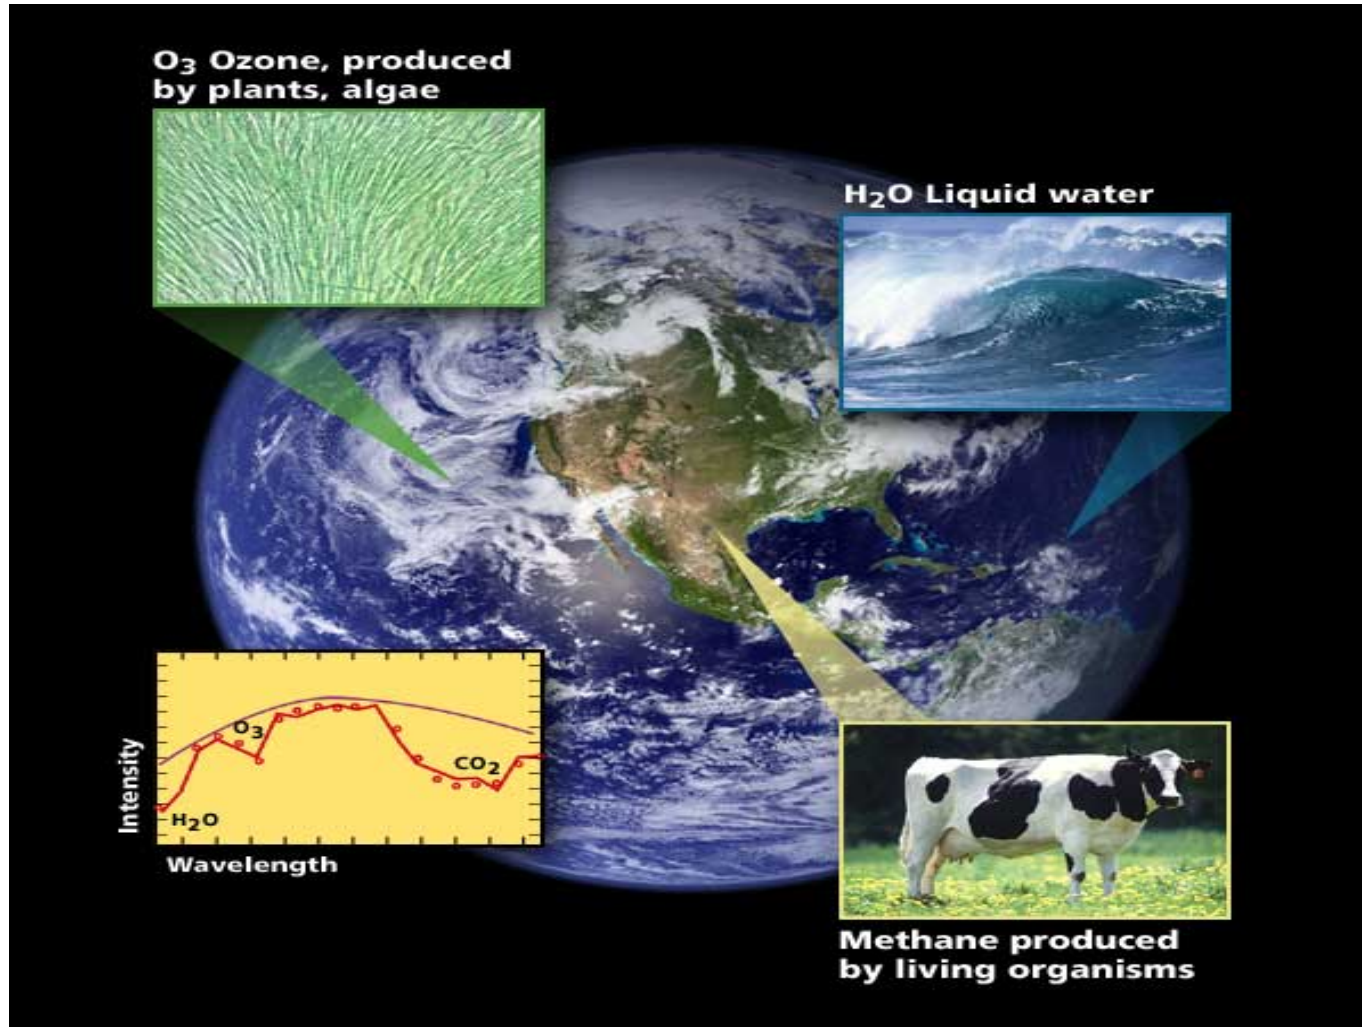 O₃ Ozone, produced
by plants, algae
H₂O Liquid water
O₃
CO₂
H₂O
Intensity
Wavelength
Methane produced
by living organisms